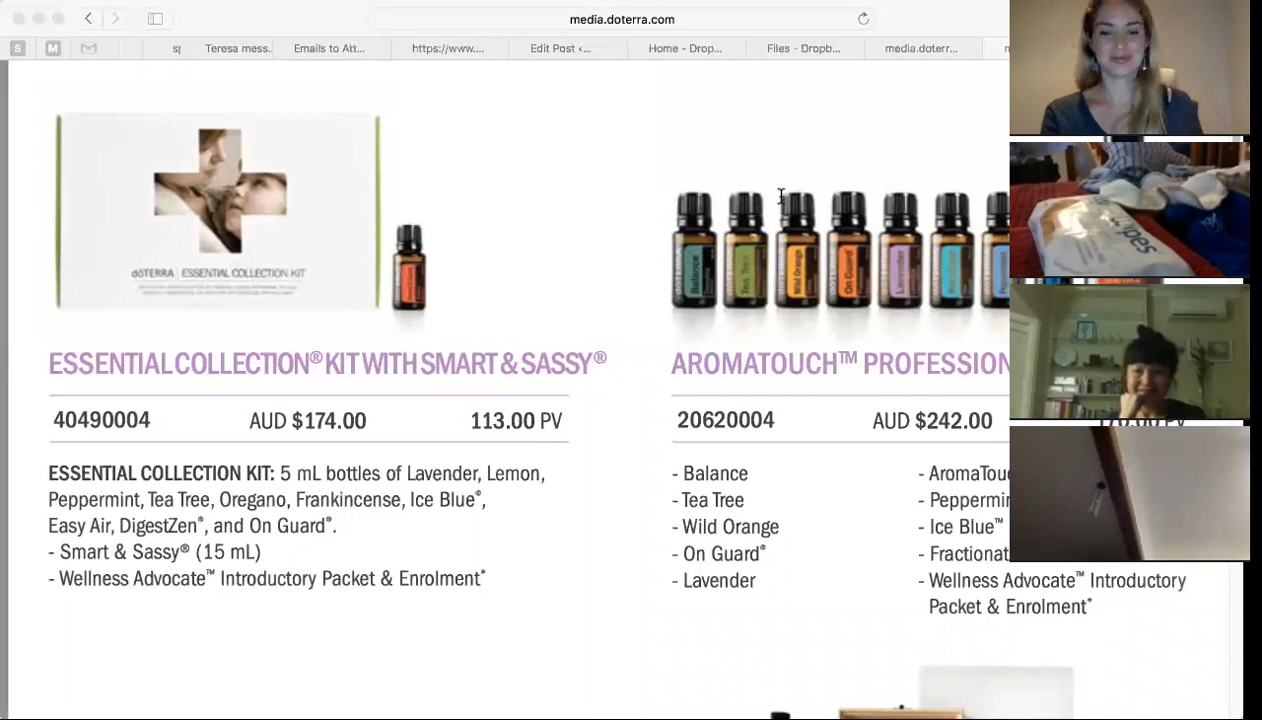 media.doterra.com
S
M
Teresa mess...
Emails to Att...
https://www....
Edit Post ‹...
Home - Drop...
Files - Dropb...
media.doterr...
dōTERRA | ESSENTIAL COLLECTION KIT
Balance
Tea Tree
Wild Orange
On Guard
Lavender
ESSENTIAL COLLECTION® KIT WITH SMART & SASSY®
40490004 AUD $174.00 113.00 PV
ESSENTIAL COLLECTION KIT: 5 mL bottles of Lavender, Lemon,
Peppermint, Tea Tree, Oregano, Frankincense, Ice Blue®,
Easy Air, DigestZen®, and On Guard®.
- Smart & Sassy® (15 mL)
- Wellness Advocate™ Introductory Packet & Enrolment*
AROMATOUCH™ PROFESSION
20620004 AUD $242.00
- Balance
- Tea Tree
- Wild Orange
- On Guard®
- Lavender
- AromaTouc
- Peppermin
- Ice Blue™
- Fractionat
- Wellness Advocate™ Introductory
Packet & Enrolment*